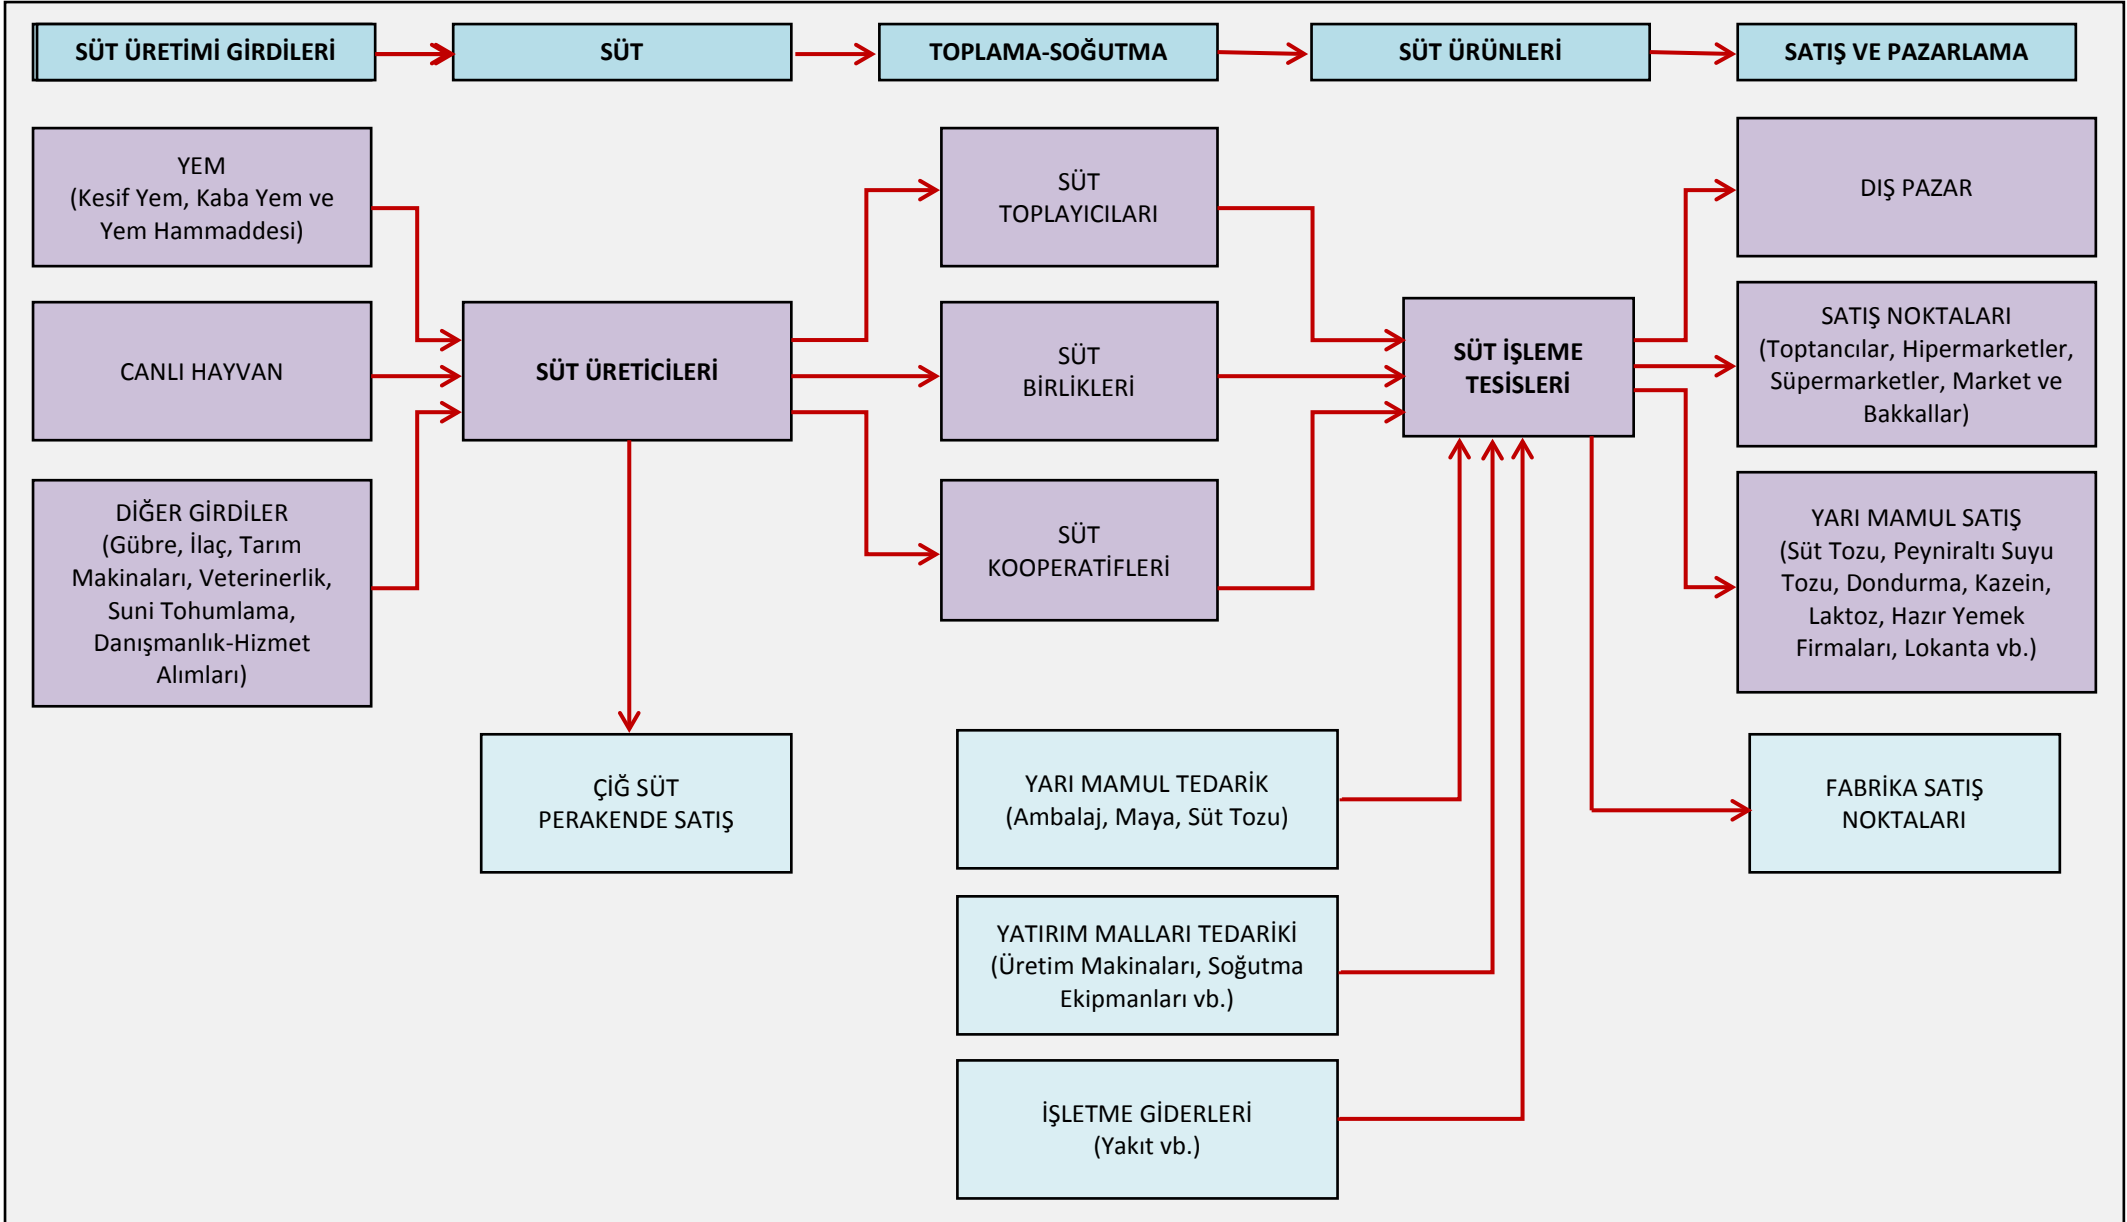 SÜT ÜRETİMİ GİRDİLERİ
SÜT
TOPLAMA-SOĞUTMA
SÜT ÜRÜNLERİ
SATIŞ VE PAZARLAMA
YEM
(Kesif Yem, Kaba Yem ve
Yem Hammaddesi)
CANLI HAYVAN
DİĞER GİRDİLER
(Gübre, İlaç, Tarım
Makinaları, Veterinerlik,
Suni Tohumlama,
Danışmanlık-Hizmet
Alımları)
SÜT ÜRETİCİLERİ
ÇİĞ SÜT
PERAKENDE SATIŞ
SÜT
TOPLAYICILARI
SÜT
BİRLİKLERİ
SÜT
KOOPERATİFLERİ
YARI MAMUL TEDARİK
(Ambalaj, Maya, Süt Tozu)
YATIRIM MALLARI TEDARİKİ
(Üretim Makinaları, Soğutma
Ekipmanları vb.)
İŞLETME GİDERLERİ
(Yakıt vb.)
SÜT İŞLEME
TESİSLERİ
DIŞ PAZAR
SATIŞ NOKTALARI
(Toptancılar, Hipermarketler,
Süpermarketler, Market ve
Bakkallar)
YARI MAMUL SATIŞ
(Süt Tozu, Peyniraltı Suyu
Tozu, Dondurma, Kazein,
Laktoz, Hazır Yemek
Firmaları, Lokanta vb.)
FABRİKA SATIŞ
NOKTALARI